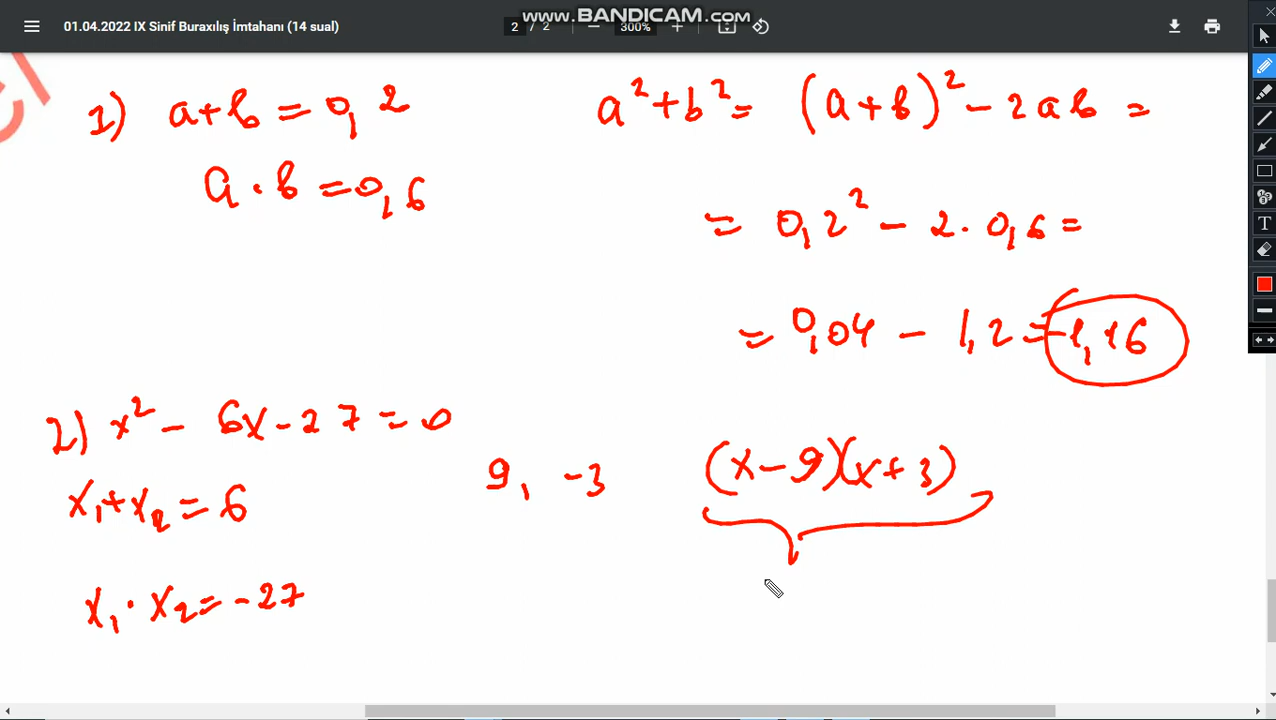 www.BANDICAM.com
01.04.2022 IX Sinif Buraxılış İmtahanı (14 sual)
2 / 2
300%
1) a+b=0,2
a²+b²= (a+b)²-2ab=
a·b=0,6
= 0,2² - 2·0,6=
= 0,04 - 1,2=-1,16
2) x² - 6x-27=0
9, -3
(x-9)(x+3)
x₁+x₂=6
x₁·x₂=-27